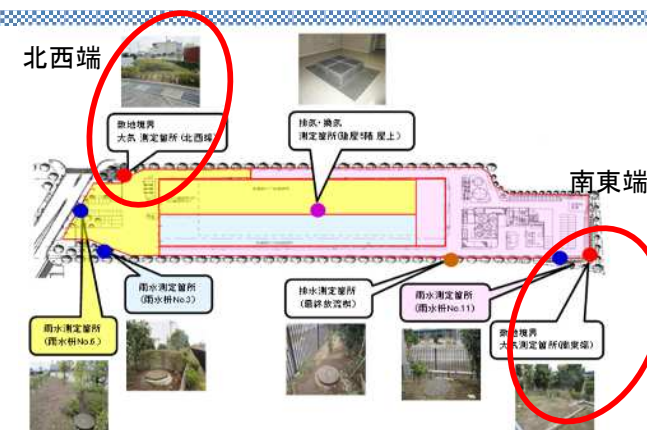 北西端
敷地境界
大気 測定箇所 (北西端)
排気・換気
測定箇所(建屋5階 屋上)
南東端
雨水測定箇所
(雨水桝No.3)
排水測定箇所
(最終放流桝)
雨水測定箇所
(雨水桝No.11)
雨水測定箇所
(雨水桝No.6)
敷地境界
大気測定箇所(南東端)